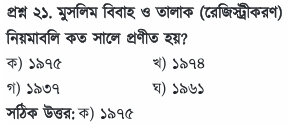 প্রশ্ন ২১. মুসলিম বিবাহ ও তালাক (রেজিস্ট্রীকরণ)
নিয়মাবলি কত সালে প্রণীত হয়?
ক) ১৯৭৫ খ) ১৯৭৪
গ) ১৯৩৭ ঘ) ১৯৬১
সঠিক উত্তর: ক) ১৯৭৫